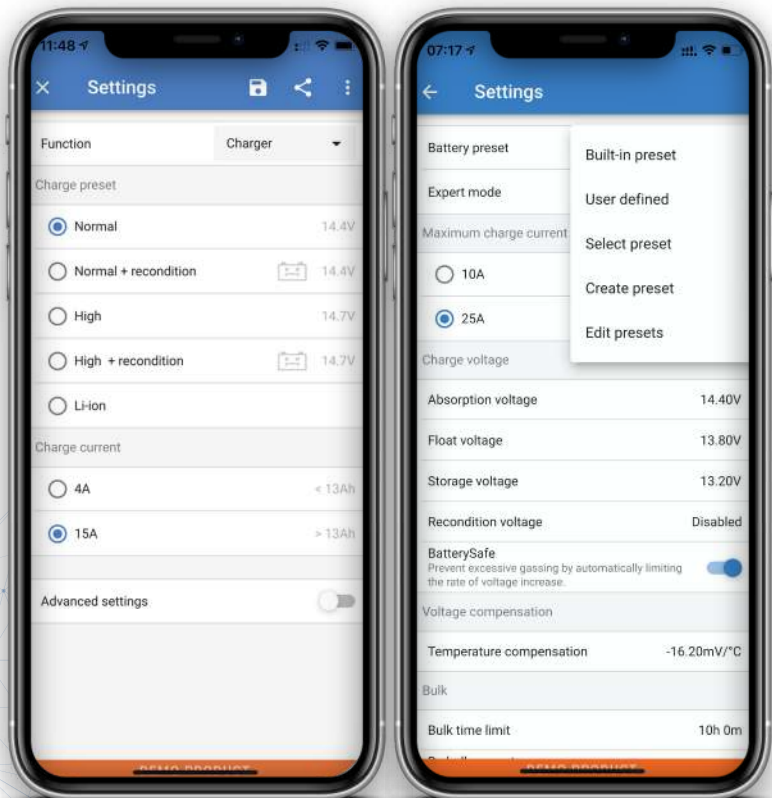 11:48
Settings
Function
Charger
Charge preset
Normal
14.4V
Normal + recondition
14.4V
High
14.7V
High + recondition
14.7V
Li-ion
Charge current
4A
< 13Ah
15A
> 13Ah
Advanced settings
DEMO PRODUCT
07:17
Settings
Battery preset
Built-in preset
Expert mode
User defined
Maximum charge current
Select preset
10A
Create preset
25A
Edit presets
Charge voltage
Absorption voltage
14.40V
Float voltage
13.80V
Storage voltage
13.20V
Recondition voltage
Disabled
BatterySafe
Prevent excessive gassing by automatically limiting
the rate of voltage increase.
Voltage compensation
Temperature compensation
-16.20mV/°C
Bulk
Bulk time limit
10h 0m
DEMO PRODUCT